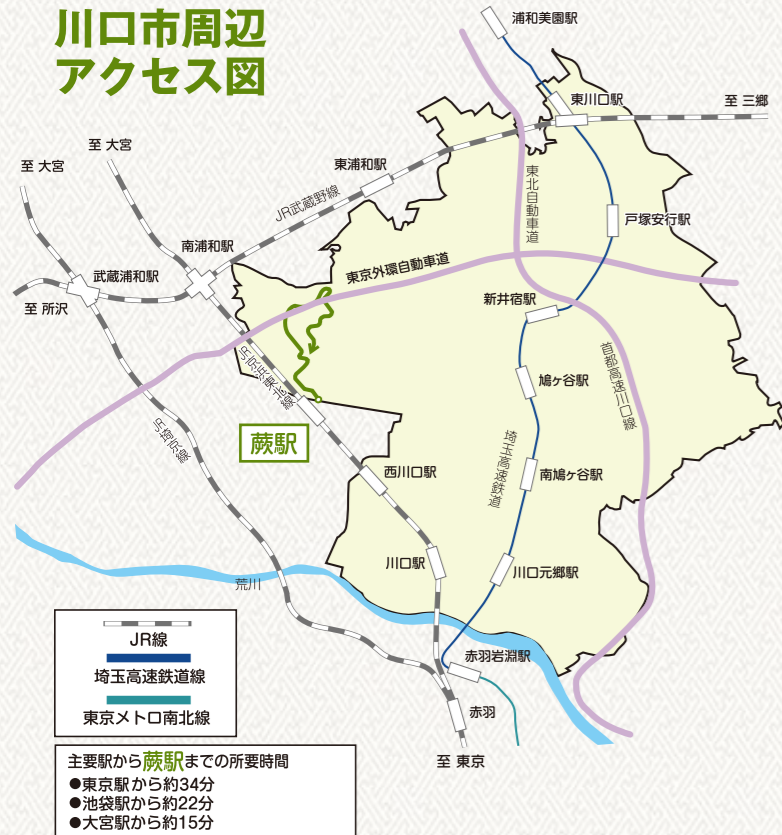 川口市周辺
アクセス図
浦和美園駅
東川口駅
至 三郷
至 大宮
至 大宮
東浦和駅
JR武蔵野線
東北自動車道
戸塚安行駅
南浦和駅
武蔵浦和駅
東京外環自動車道
至 所沢
新井宿駅
JR京浜東北線
首都高速川口線
鳩ヶ谷駅
JR埼京線
蕨駅
埼玉高速鉄道
西川口駅
南鳩ヶ谷駅
川口駅
川口元郷駅
荒川
JR線
埼玉高速鉄道線
東京メトロ南北線
赤羽岩淵駅
赤羽
至 東京
主要駅から蕨駅までの所要時間
●東京駅から約34分
●池袋駅から約22分
●大宮駅から約15分